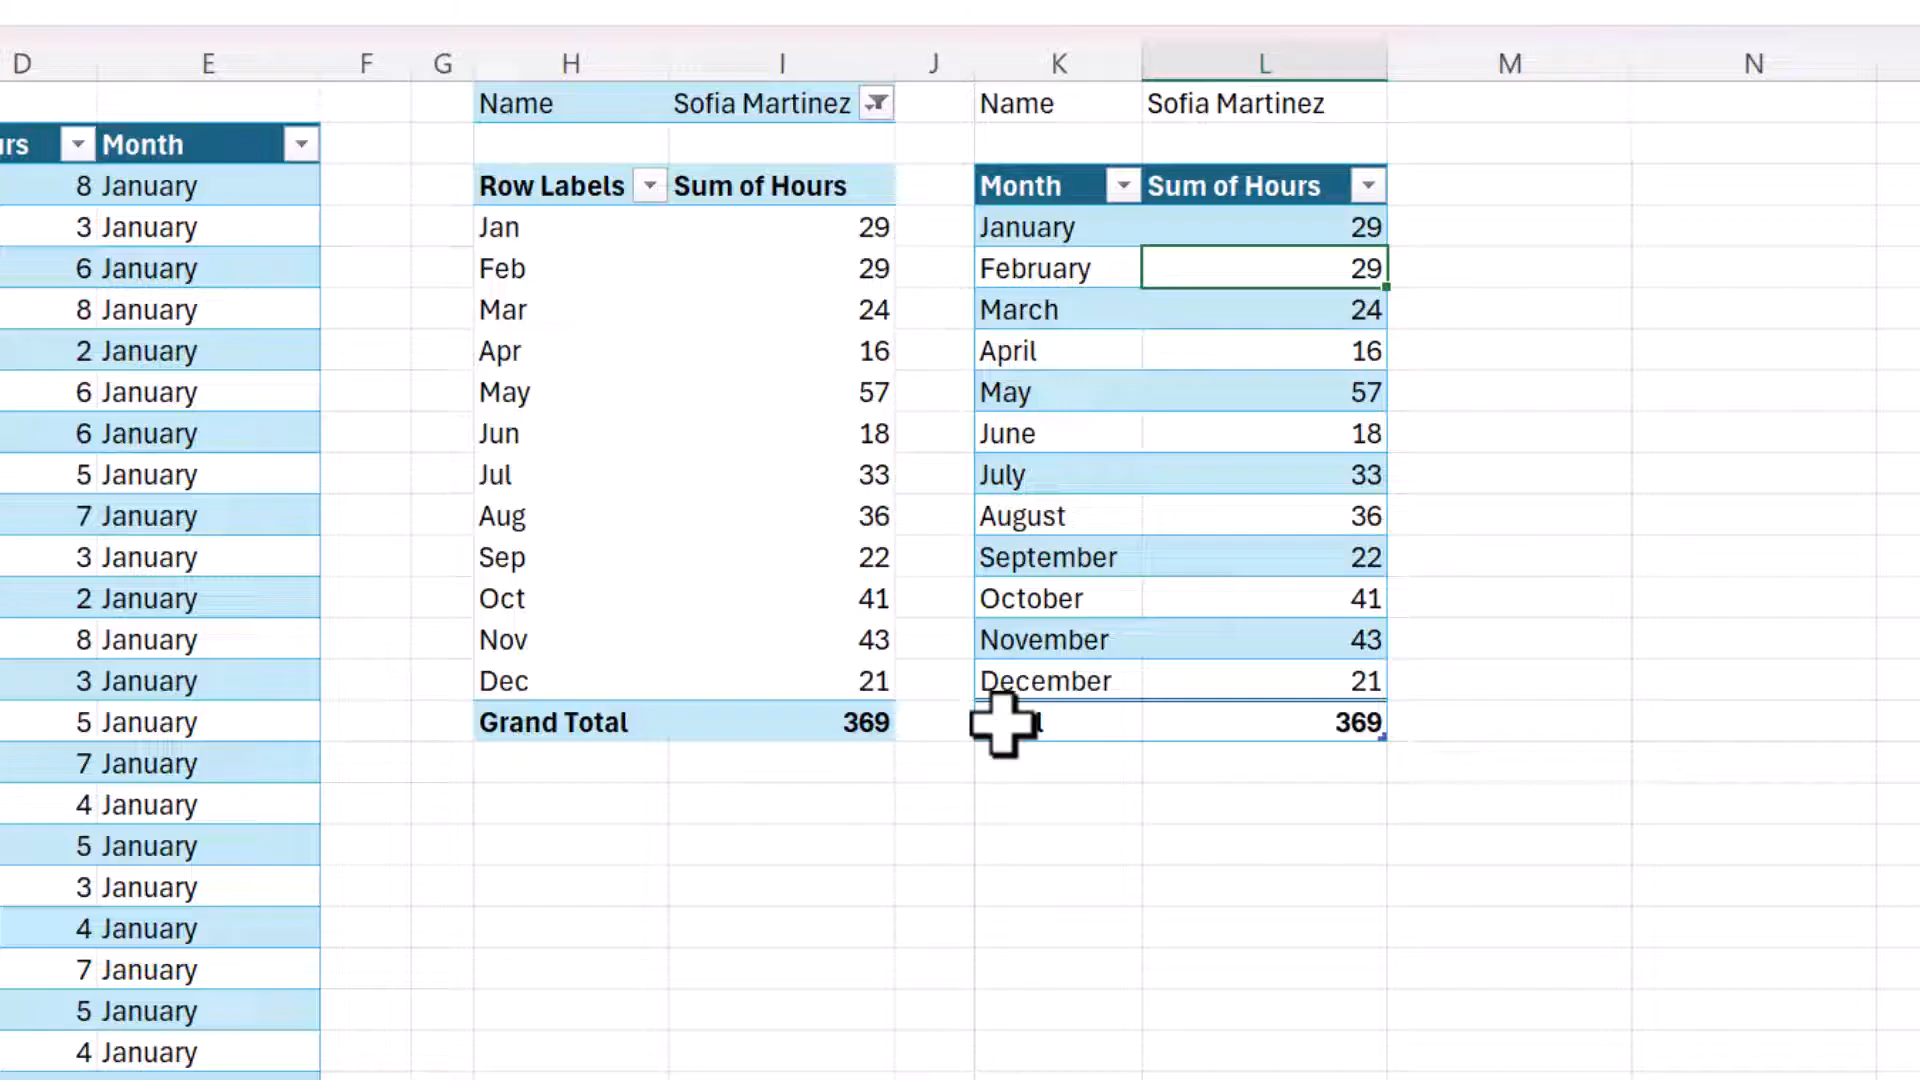 D E F G H I J K L M N
Name Sofia Martinez Name Sofia Martinez
rs Month
8 January Row Labels Sum of Hours Month Sum of Hours
3 January Jan 29 January 29
6 January Feb 29 February 29
8 January Mar 24 March 24
2 January Apr 16 April 16
6 January May 57 May 57
6 January Jun 18 June 18
5 January Jul 33 July 33
7 January Aug 36 August 36
3 January Sep 22 September 22
2 January Oct 41 October 41
8 January Nov 43 November 43
3 January Dec 21 December 21
5 January Grand Total 369 369
7 January
4 January
5 January
3 January
4 January
7 January
5 January
4 January